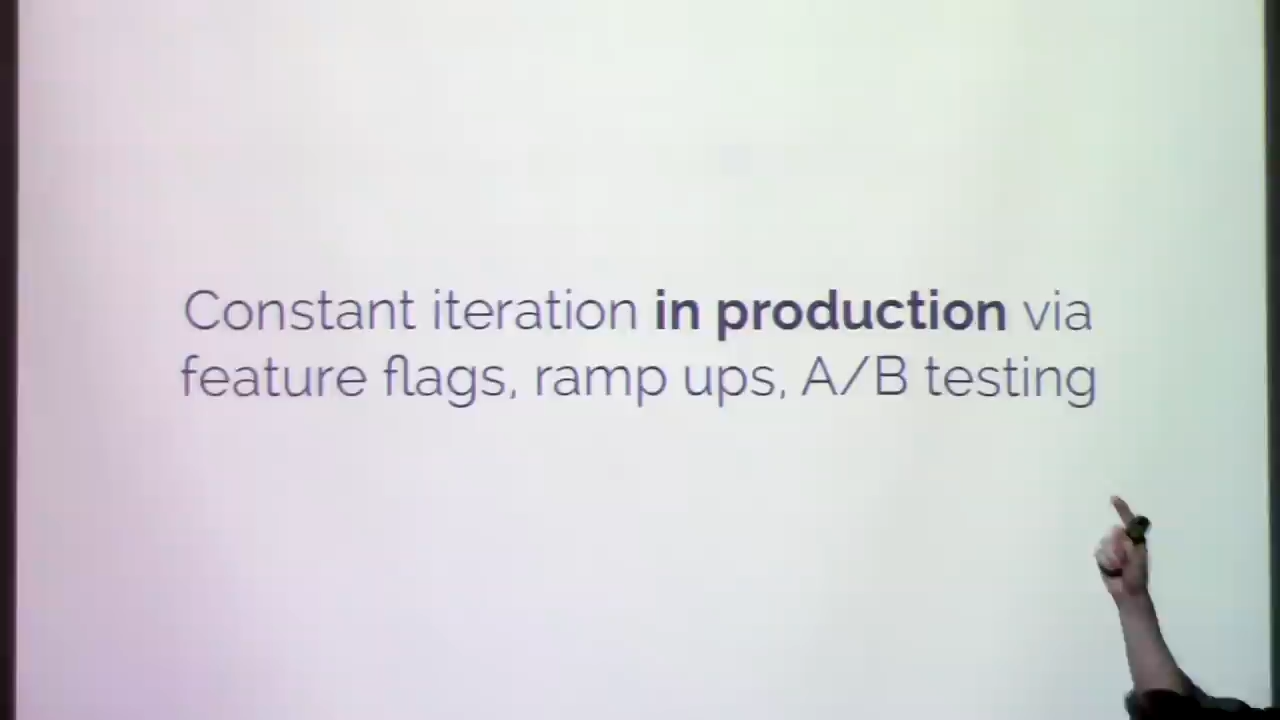 Constant iteration in production via
feature flags, ramp ups, A/B testing